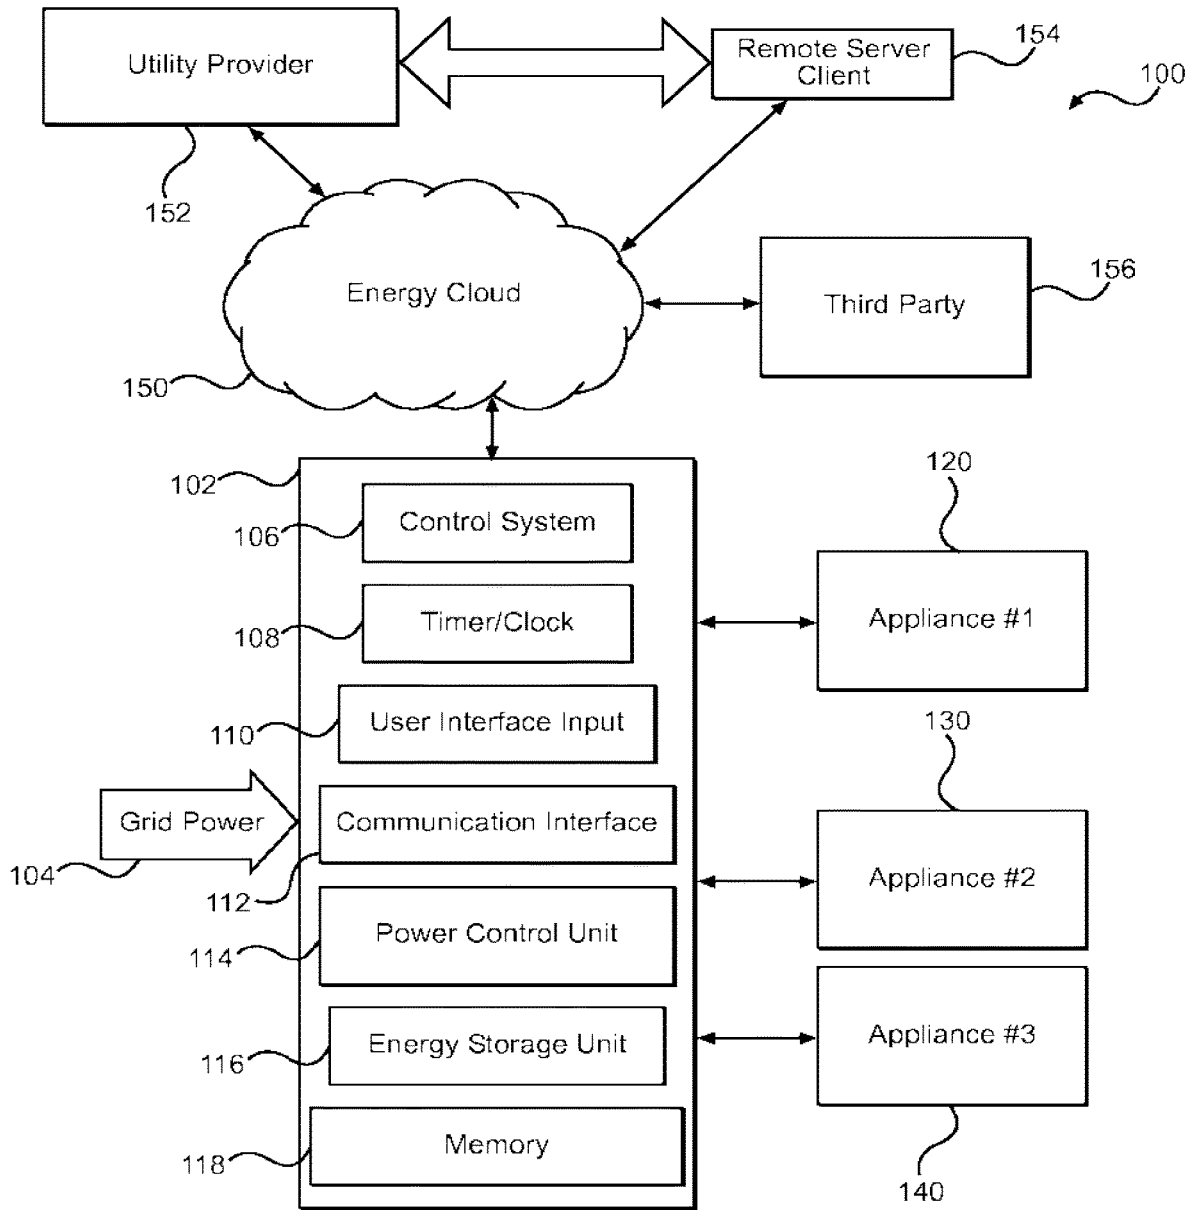 Utility Provider
Remote Server
Client
154
100
152
Energy Cloud
156
Third Party
150
102
120
106
Control System
108
Timer/Clock
Appliance #1
110
User Interface Input
130
Grid Power
Communication Interface
104
112
Appliance #2
114
Power Control Unit
116
Energy Storage Unit
Appliance #3
118
Memory
140